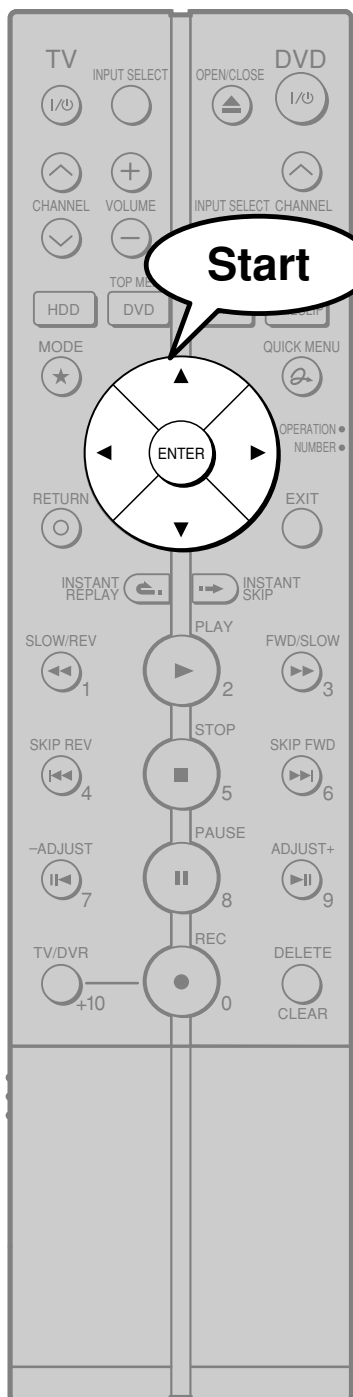 TV
DVD
INPUT SELECT
OPEN/CLOSE
CHANNEL
VOLUME
INPUT SELECT
CHANNEL
Start
HDD
DVD
MODE
QUICK MENU
ENTER
OPERATION
NUMBER
RETURN
EXIT
INSTANT
REPLAY
INSTANT
SKIP
SLOW/REV
PLAY
FWD/SLOW
1
2
3
SKIP REV
STOP
SKIP FWD
4
5
6
–ADJUST
PAUSE
ADJUST+
7
8
9
TV/DVR
REC
DELETE
+10
0
CLEAR